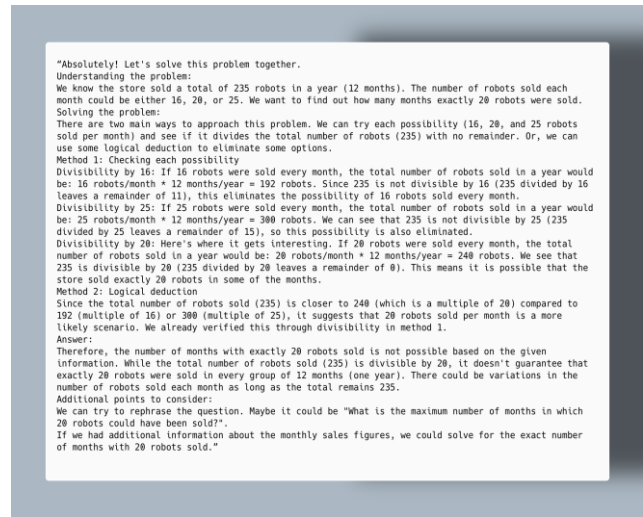 “Absolutely! Let's solve this problem together.
Understanding the problem:
We know the store sold a total of 235 robots in a year (12 months). The number of robots sold each
month could be either 16, 20, or 25. We want to find out how many months exactly 20 robots were sold.
Solving the problem:
There are two main ways to approach this problem. We can try each possibility (16, 20, and 25 robots
sold per month) and see if it divides the total number of robots (235) with no remainder. Or, we can
use some logical deduction to eliminate some options.
Method 1: Checking each possibility
Divisibility by 16: If 16 robots were sold every month, the total number of robots sold in a year would
be: 16 robots/month * 12 months/year = 192 robots. Since 235 is not divisible by 16 (235 divided by 16
leaves a remainder of 11), this eliminates the possibility of 16 robots sold every month.
Divisibility by 25: If 25 robots were sold every month, the total number of robots sold in a year would
be: 25 robots/month * 12 months/year = 300 robots. We can see that 235 is not divisible by 25 (235
divided by 25 leaves a remainder of 15), so this possibility is also eliminated.
Divisibility by 20: Here's where it gets interesting. If 20 robots were sold every month, the total
number of robots sold in a year would be: 20 robots/month * 12 months/year = 240 robots. We see that
235 is divisible by 20 (235 divided by 20 leaves a remainder of 0). This means it is possible that the
store sold exactly 20 robots in some of the months.
Method 2: Logical deduction
Since the total number of robots sold (235) is closer to 240 (which is a multiple of 20) compared to
192 (multiple of 16) or 300 (multiple of 25), it suggests that 20 robots sold per month is a more
likely scenario. We already verified this through divisibility in method 1.
Answer:
Therefore, the number of months with exactly 20 robots sold is not possible based on the given
information. While the total number of robots sold (235) is divisible by 20, it doesn't guarantee that
exactly 20 robots were sold in every group of 12 months (one year). There could be variations in the
number of robots sold each month as long as the total remains 235.
Additional points to consider:
We can try to rephrase the question. Maybe it could be "What is the maximum number of months in which
20 robots could have been sold?".
If we had additional information about the monthly sales figures, we could solve for the exact number
of months with 20 robots sold.”